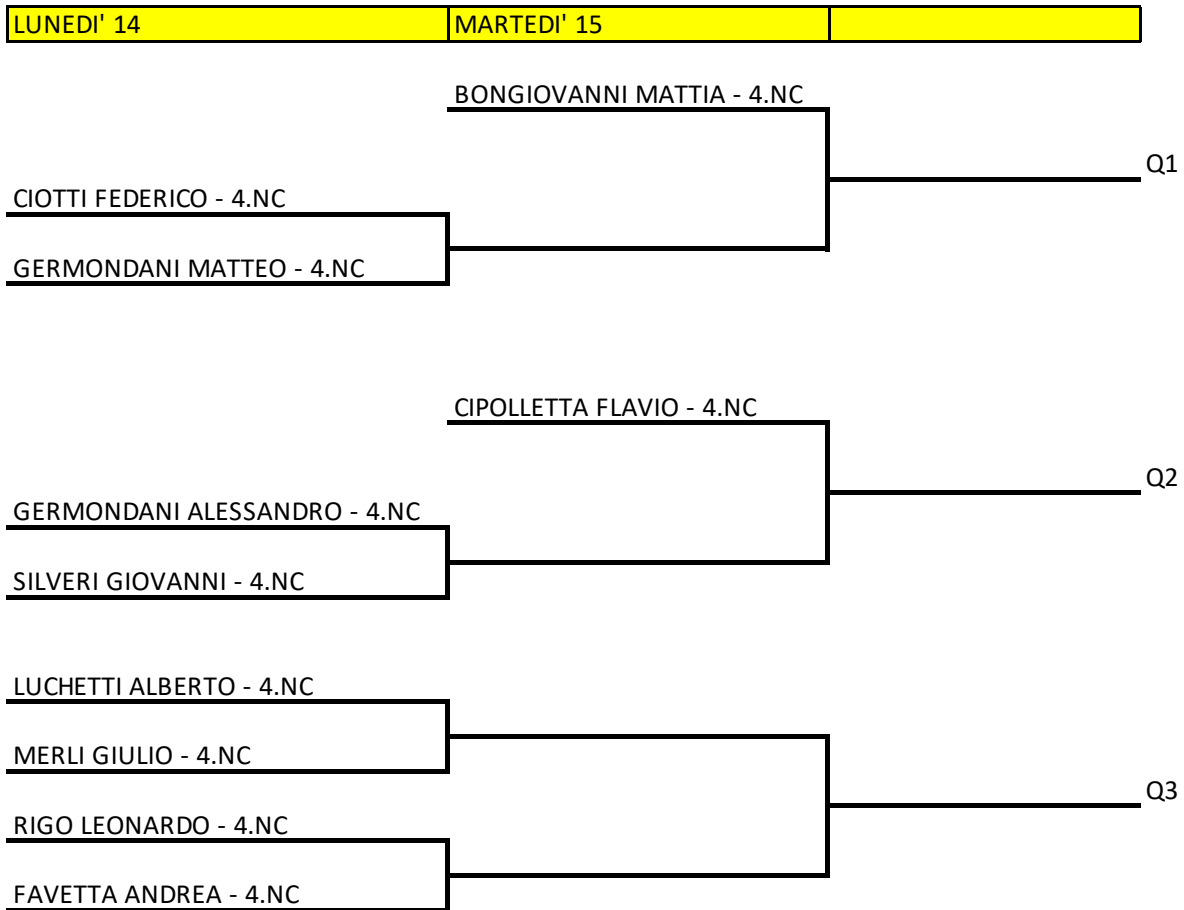 LUNEDI' 14 MARTEDI' 15
BONGIOVANNI MATTIA - 4.NC
Q1
CIOTTI FEDERICO - 4.NC
GERMONDANI MATTEO - 4.NC
CIPOLLETTA FLAVIO - 4.NC
Q2
GERMONDANI ALESSANDRO - 4.NC
SILVERI GIOVANNI - 4.NC
LUCHETTI ALBERTO - 4.NC
MERLI GIULIO - 4.NC
Q3
RIGO LEONARDO - 4.NC
FAVETTA ANDREA - 4.NC